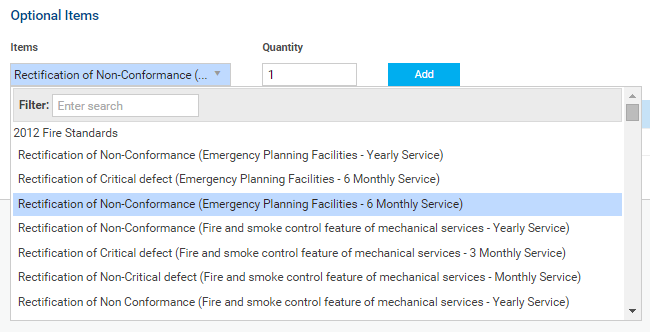 Optional Items
Items Quantity
Rectification of Non-Conformance (... 1 Add
Filter: Enter search
2012 Fire Standards
Rectification of Non-Conformance (Emergency Planning Facilities - Yearly Service)
Rectification of Critical defect (Emergency Planning Facilities - 6 Monthly Service)
Rectification of Non-Conformance (Emergency Planning Facilities - 6 Monthly Service)
Rectification of Non-Conformance (Fire and smoke control feature of mechanical services - Yearly Service)
Rectification of Critical defect (Fire and smoke control feature of mechanical services - 3 Monthly Service)
Rectification of Non-Critical defect (Fire and smoke control feature of mechanical services - Monthly Service)
Rectification of Non Conformance (Fire and smoke control feature of mechanical services - Yearly Service)